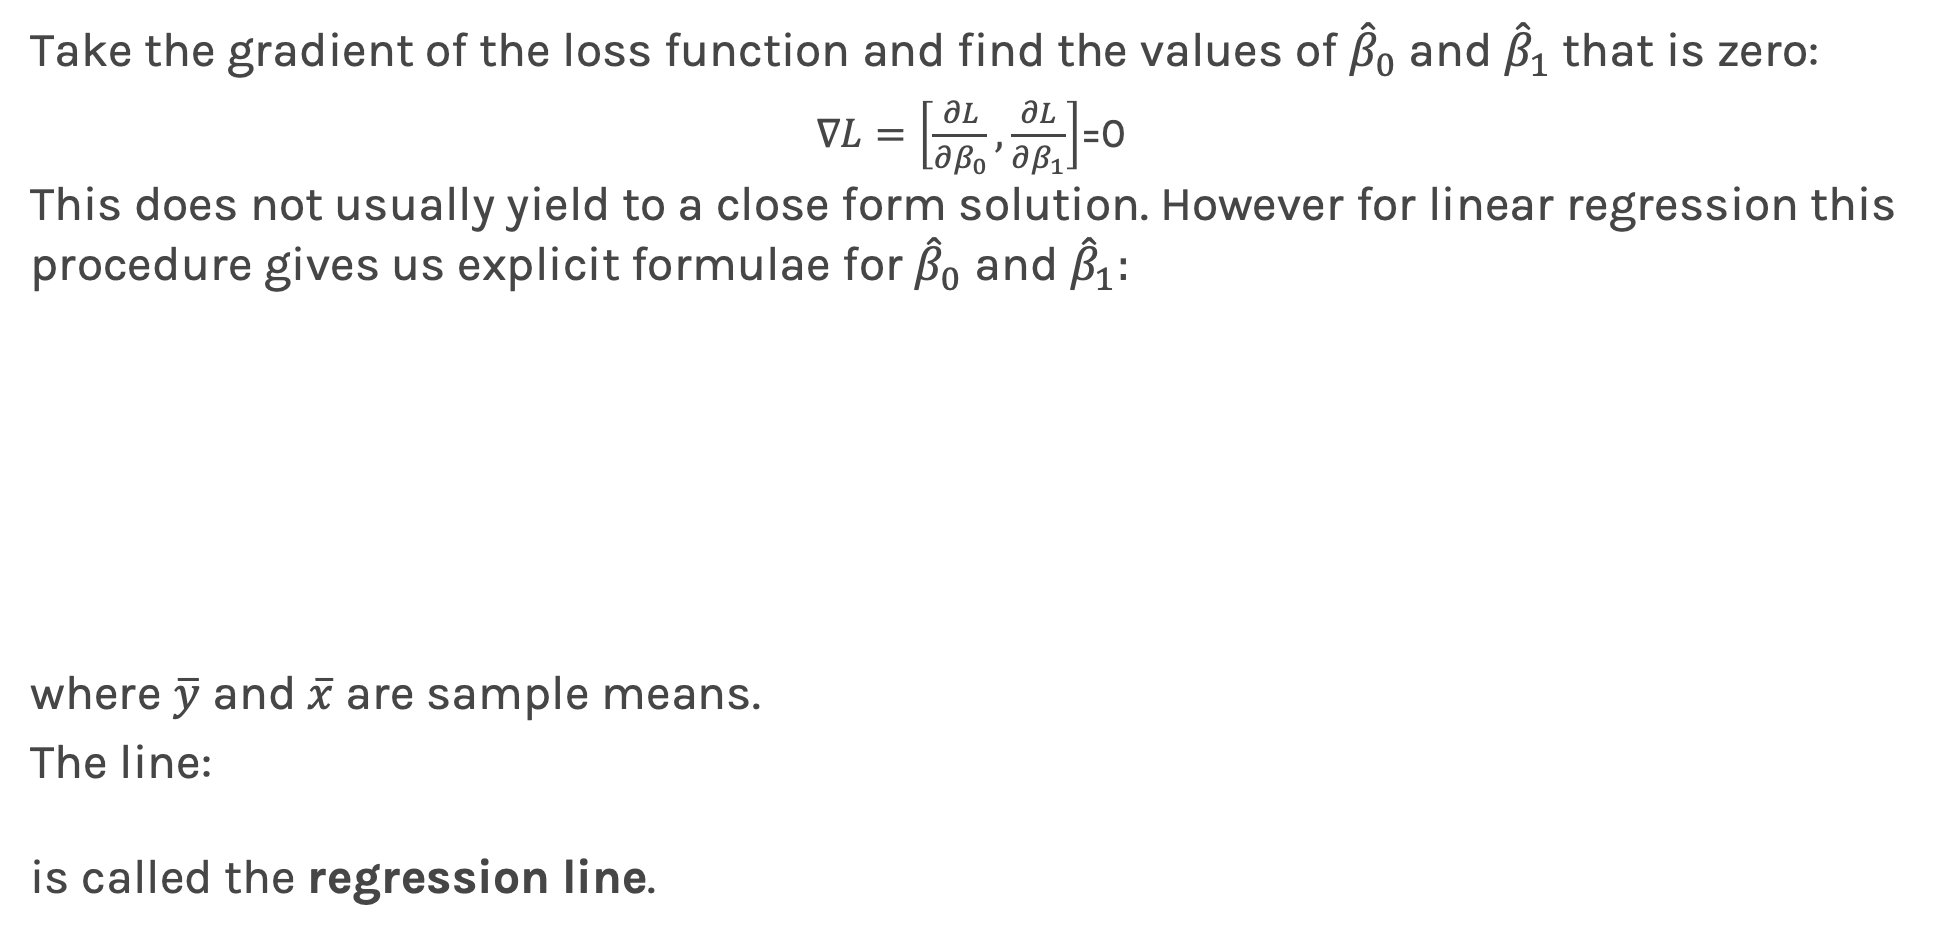 Take the gradient of the loss function and find the values of β̂₀ and β̂₁ that is zero:
∇L = [∂L/∂β₀, ∂L/∂β₁]=0
This does not usually yield to a close form solution. However for linear regression this
procedure gives us explicit formulae for β̂₀ and β̂₁:
where ȳ and x̄ are sample means.
The line:
is called the regression line.